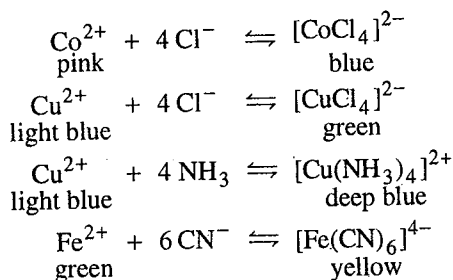 Co²⁺ + 4 Cl⁻ ⇌ [CoCl₄]²⁻
pink blue
Cu²⁺ + 4 Cl⁻ ⇌ [CuCl₄]²⁻
light blue green
Cu²⁺ + 4 NH₃ ⇌ [Cu(NH₃)₄]²⁺
light blue deep blue
Fe²⁺ + 6 CN⁻ ⇌ [Fe(CN)₆]⁴⁻
green yellow